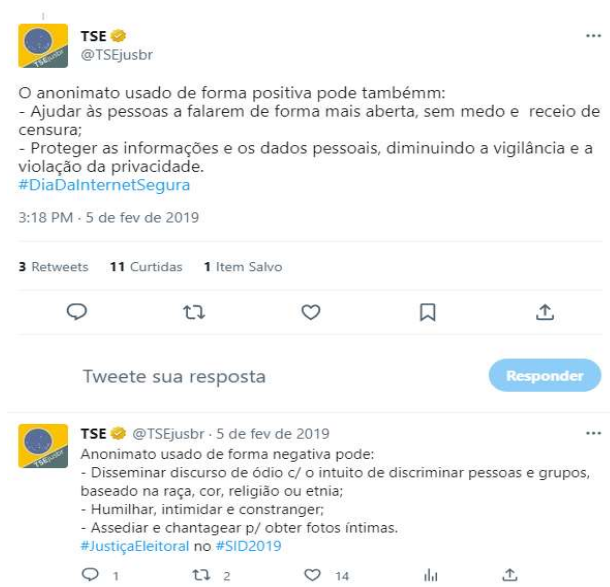 TSE
@TSEjusbr
O anonimato usado de forma positiva pode tambémm:
- Ajudar às pessoas a falarem de forma mais aberta, sem medo e receio de
censura;
- Proteger as informações e os dados pessoais, diminuindo a vigilância e a
violação da privacidade.
#DiaDaInternetSegura
3:18 PM · 5 de fev de 2019
3 Retweets 11 Curtidas 1 Item Salvo
Tweete sua resposta
Responder
TSE @TSEjusbr · 5 de fev de 2019
Anonimato usado de forma negativa pode:
- Disseminar discurso de ódio c/ o intuito de discriminar pessoas e grupos,
baseado na raça, cor, religião ou etnia;
- Humilhar, intimidar e constranger;
- Assediar e chantagear p/ obter fotos íntimas.
#JustiçaEleitoral no #SID2019
1 2 14